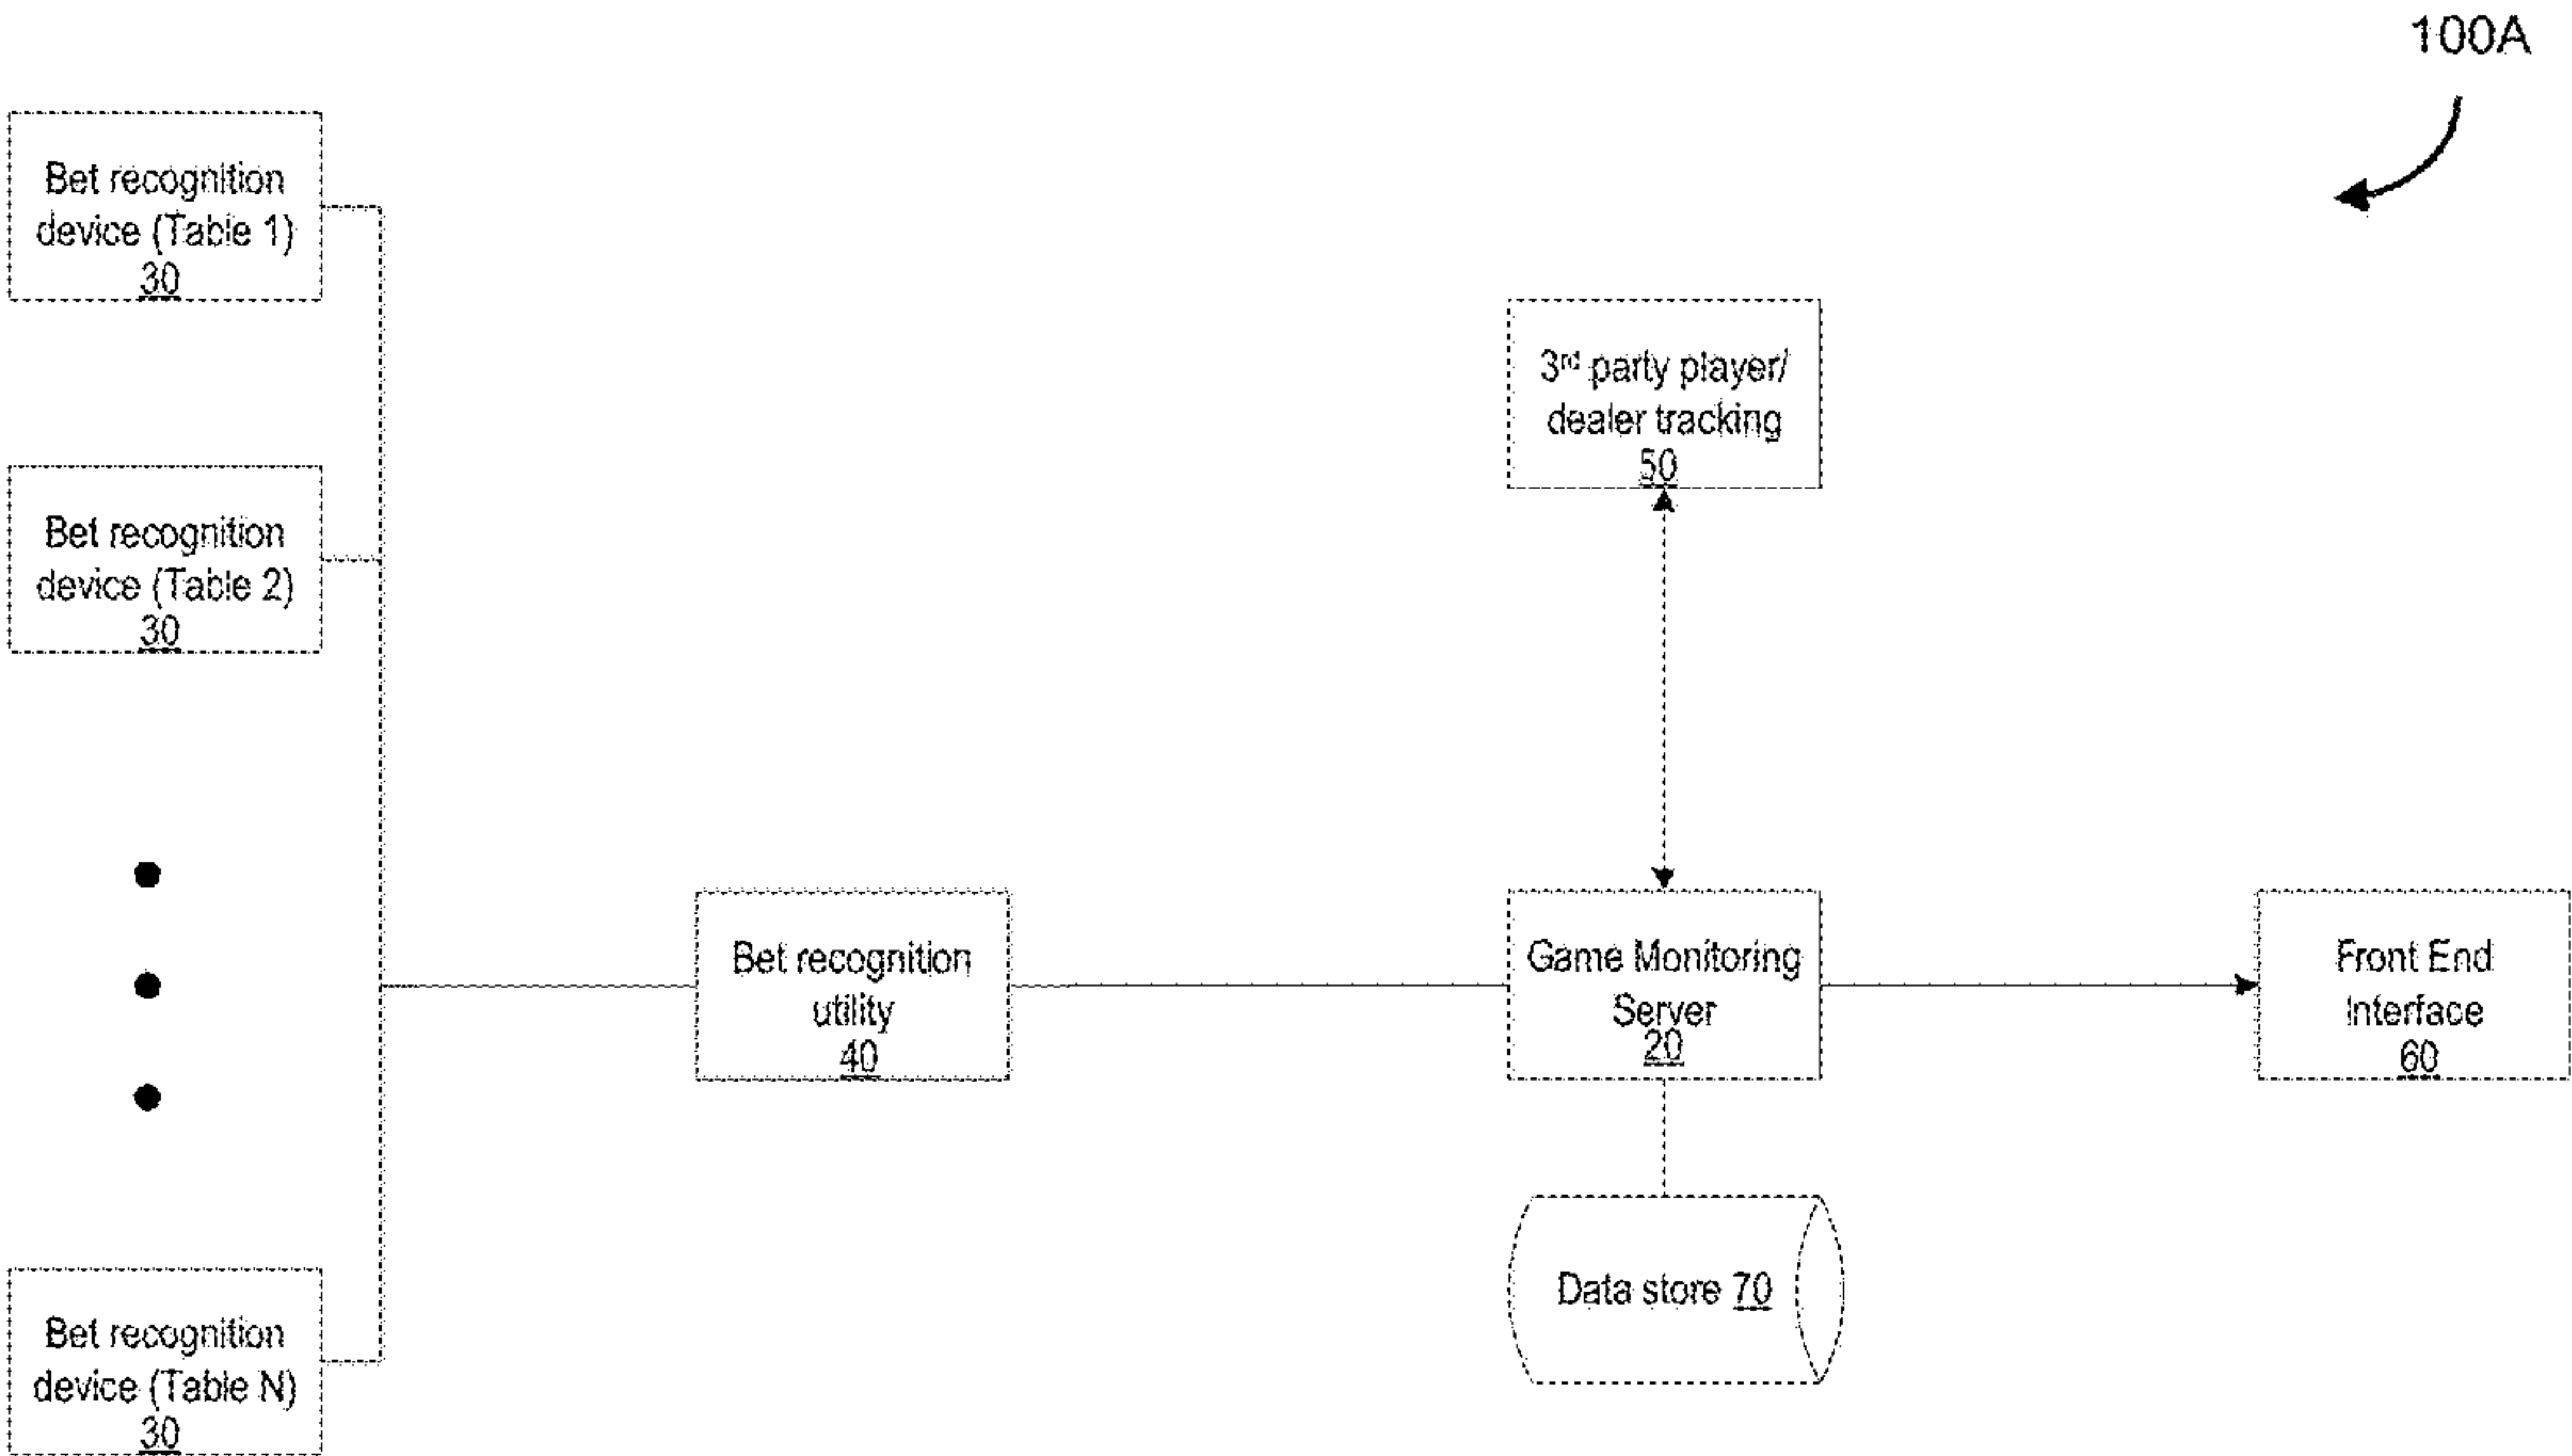 100A
Bet recognition
device (Table 1)
30
Bet recognition
device (Table 2)
30
3rd party player/
dealer tracking
50
Bet recognition
utility
40
Game Monitoring
Server
20
Front End
Interface
60
Data store 70
Bet recognition
device (Table N)
30